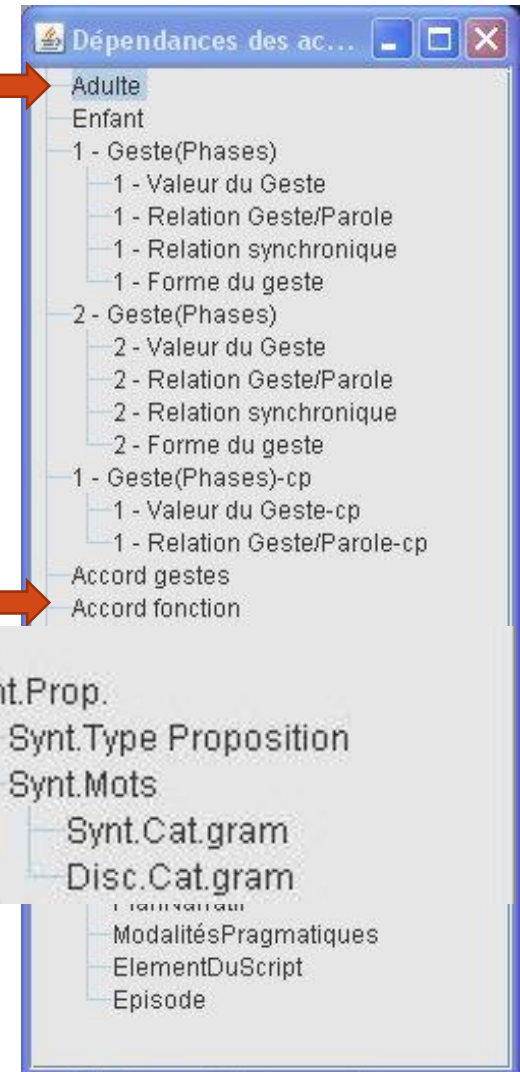 Dépendances des ac...
Adulte
Enfant
1 - Geste(Phases)
1 - Valeur du Geste
1 - Relation Geste/Parole
1 - Relation synchronique
1 - Forme du geste
2 - Geste(Phases)
2 - Valeur du Geste
2 - Relation Geste/Parole
2 - Relation synchronique
2 - Forme du geste
1 - Geste(Phases)-cp
1 - Valeur du Geste-cp
1 - Relation Geste/Parole-cp
Accord gestes
Accord fonction
nt.Prop.
Synt.Type Proposition
Synt.Mots
Synt.Cat.gram
Disc.Cat.gram
PlanNarratif
ModalitésPragmatiques
ElementDuScript
Episode